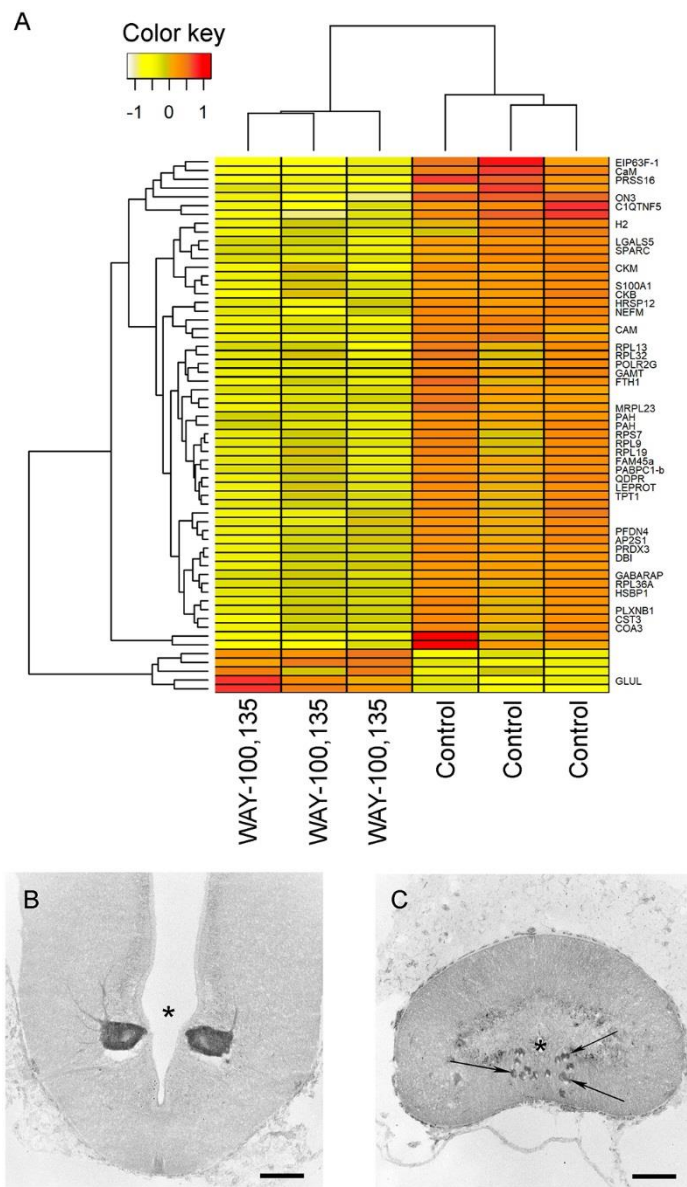 A
Color key
-1 0 1
EIP63F-1
CaM
PRSS16
ON3
C1QTNF5
H2
LGALS5
SPARC
CKM
S100A1
CKB
HRSP12
NEFM
CAM
RPL13
RPL32
POLR2G
GAMT
FTH1
MRPL23
PAH
PAH
RPS7
RPL9
RPL19
FAM45a
PABPC1-b
QDPR
LEPROT
TPT1
PFDN4
AP2S1
PRDX3
DBI
GABARAP
RPL36A
HSBP1
PLXNB1
CST3
COA3
GLUL
WAY-100,135
WAY-100,135
WAY-100,135
Control
Control
Control
B
*
C
*